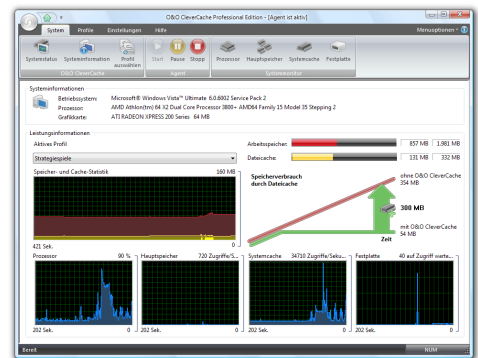 O&O CleverCache Professional Edition - [Agent ist aktiv]
System Profile Einstellungen Hilfe Menüoptionen
Systemstatus Systeminformation Profil auswählen Start Pause Stopp Prozessor Hauptspeicher Systemcache Festplatte
O&O CleverCache Agent Systemmonitor
Systeminformationen
Betriebssystem: Microsoft® Windows Vista™ Ultimate 6.0.6002 Service Pack 2
Prozessor: AMD Athlon(tm) 64 X2 Dual Core Processor 3800+ AMD64 Family 15 Model 35 Stepping 2
Grafikkarte: ATI RADEON XPRESS 200 Series 64 MB
Leistungsinformationen
Aktives Profil Arbeitsspeicher: 857 MB 1.981 MB
Strategiespiele Dateicache: 131 MB 332 MB
Speicher- und Cache-Statistik 160 MB
Speicherverbrauch
durch Dateicache
ohne O&O CleverCache
354 MB
300 MB
mit O&O CleverCache
54 MB
Zeit
421 Sek. 0
Prozessor 90 % Hauptspeicher 720 Zugriffe/S... Systemcache 34710 Zugriffe/Seku... Festplatte 40 auf Zugriff warte...
202 Sek. 0 202 Sek. 0 202 Sek. 0 202 Sek. 0
Bereit NUM